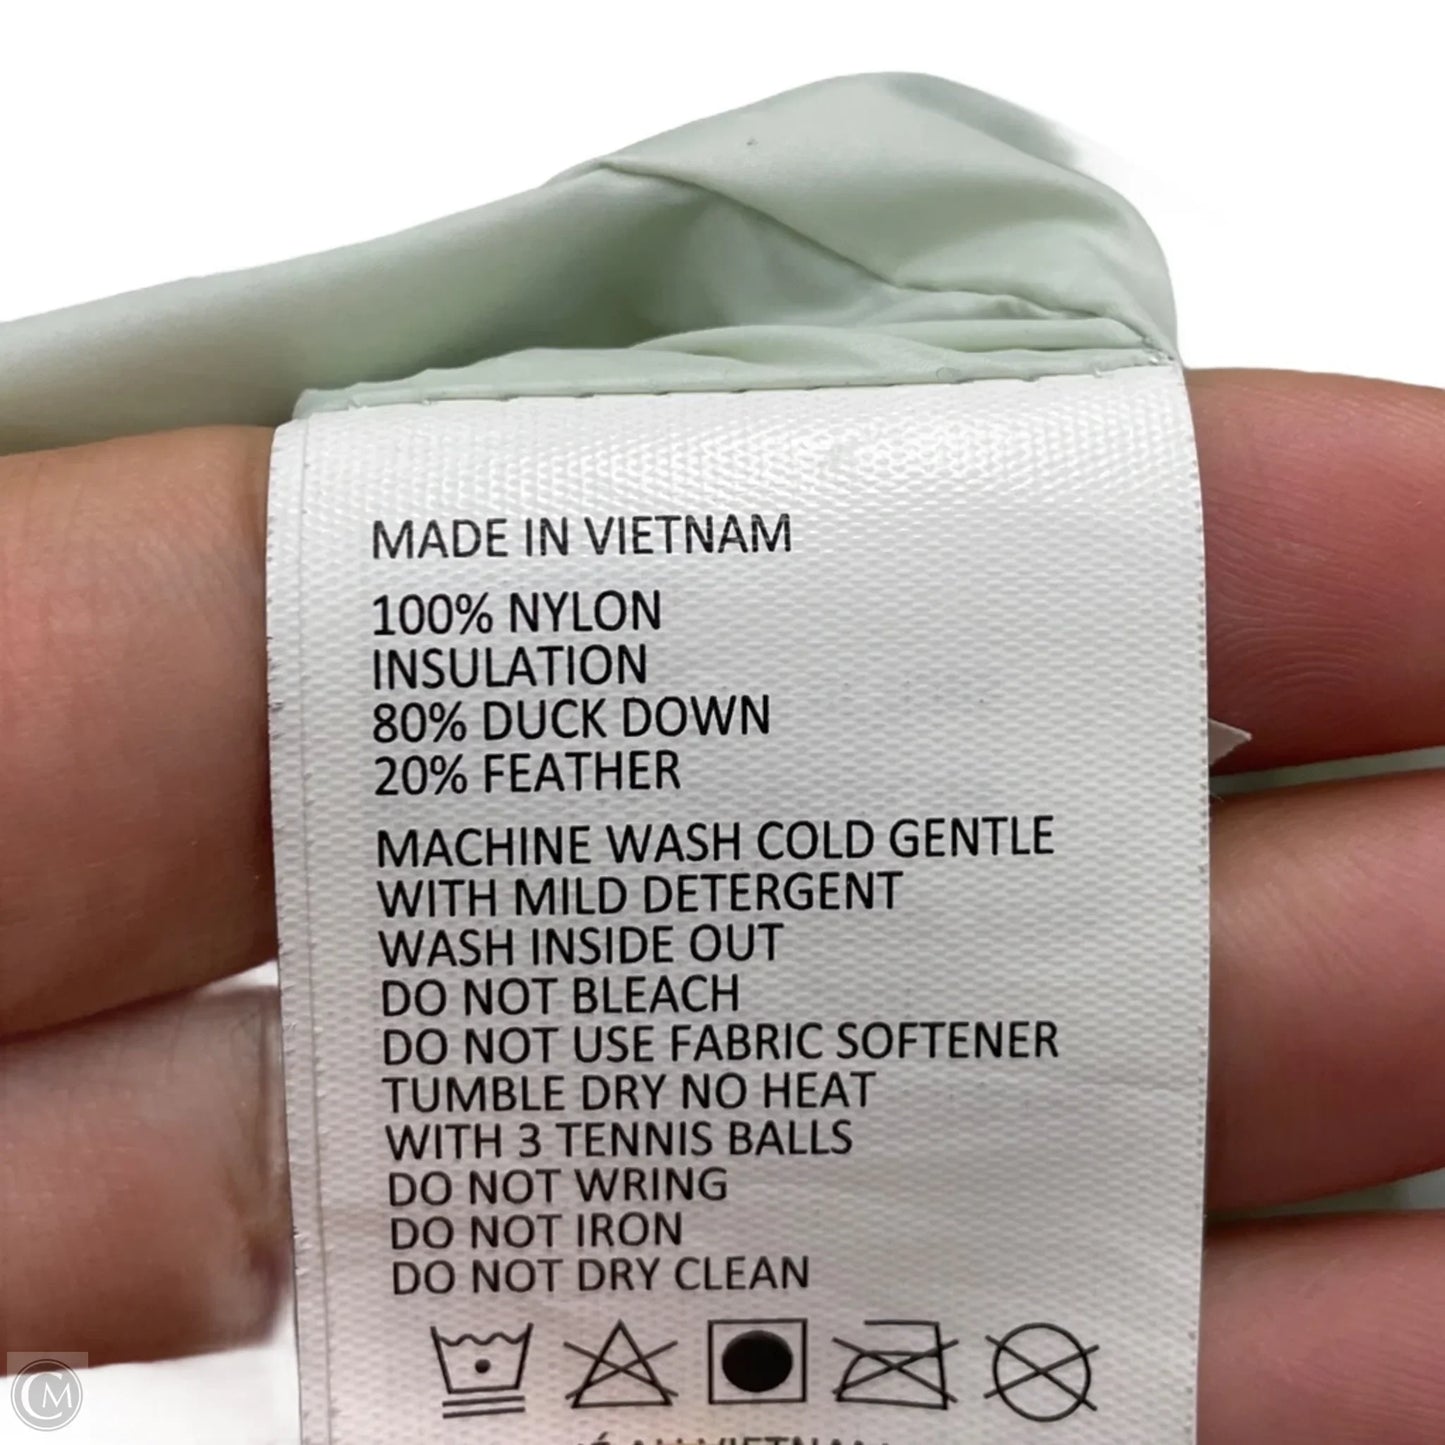 MADE IN VIETNAM
100% NYLON
INSULATION
80% DUCK DOWN
20% FEATHER
MACHINE WASH COLD GENTLE
WITH MILD DETERGENT
WASH INSIDE OUT
DO NOT BLEACH
DO NOT USE FABRIC SOFTENER
TUMBLE DRY NO HEAT
WITH 3 TENNIS BALLS
DO NOT WRING
DO NOT IRON
DO NOT DRY CLEAN
VIETNAM
CM